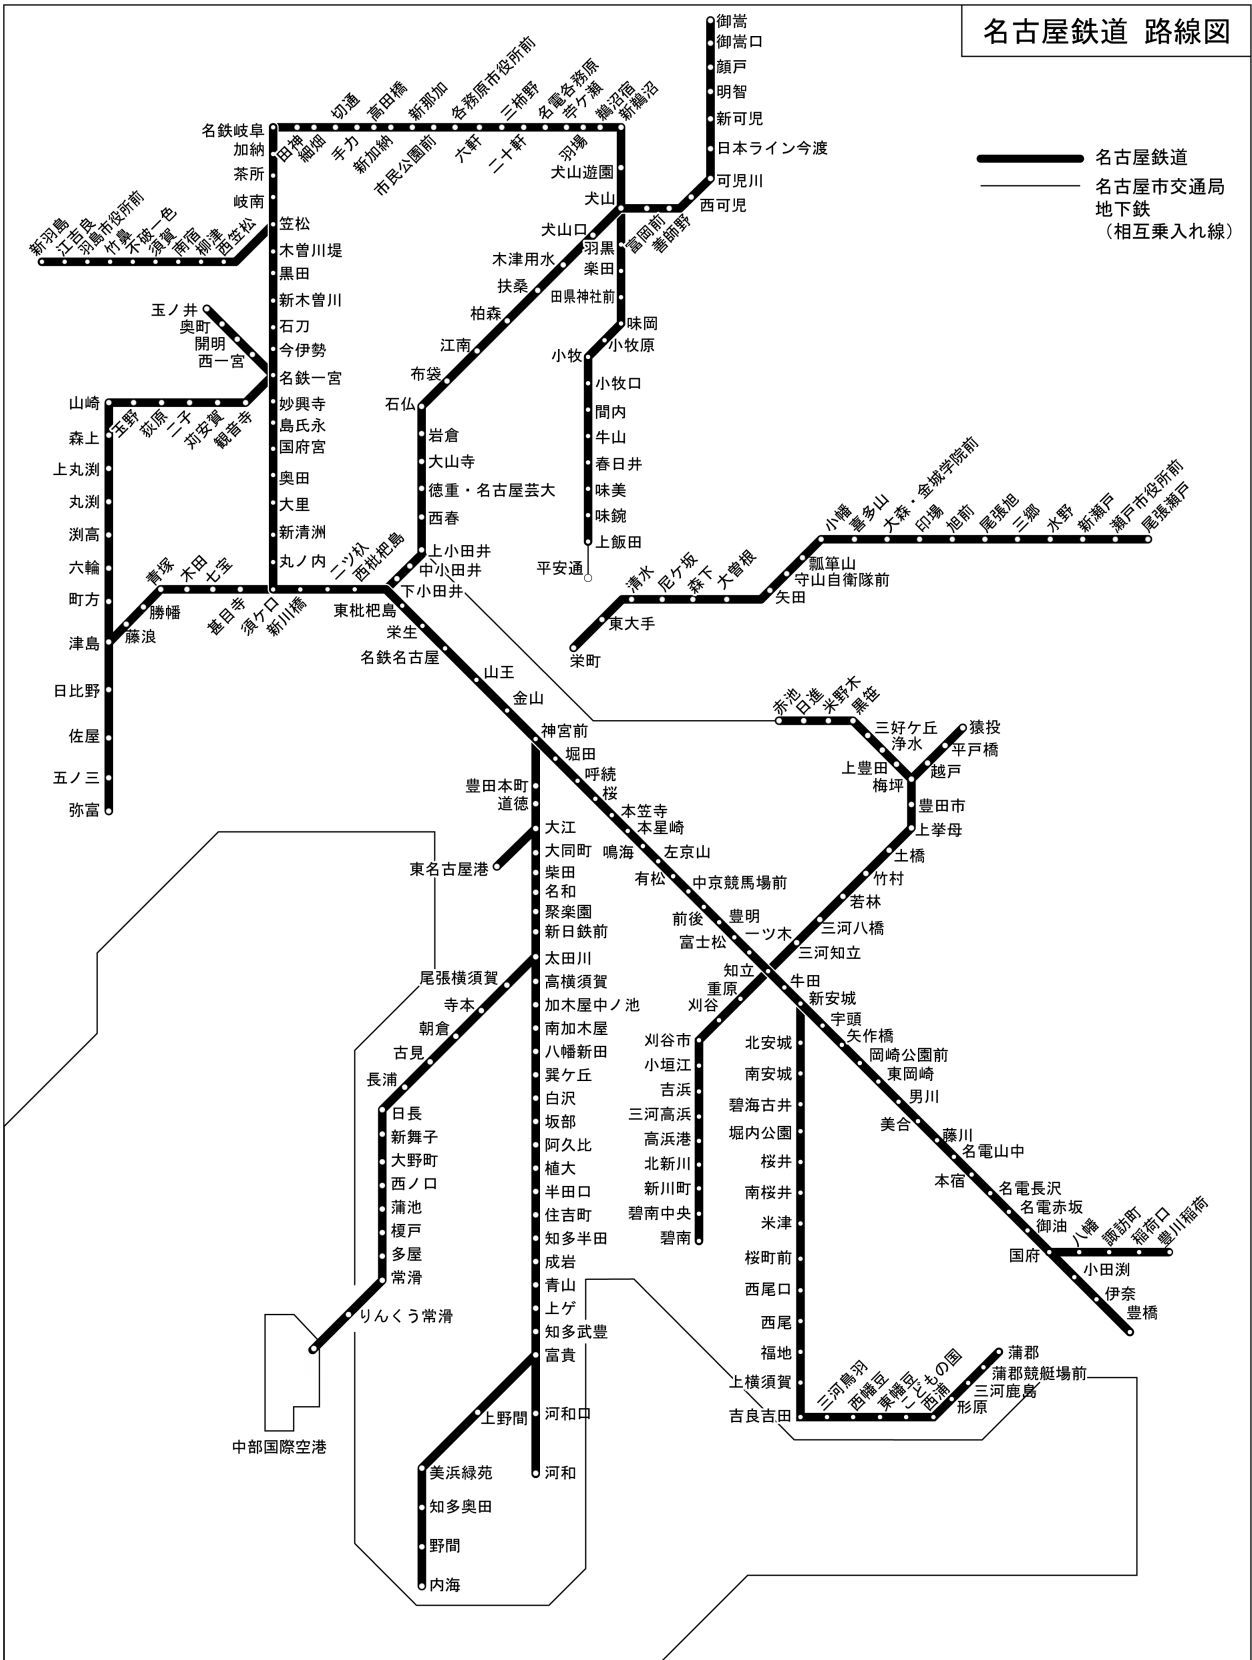 名古屋鉄道 路線図
名古屋鉄道
名古屋市交通局
地下鉄
（相互乗入れ線）
御嵩
御嵩口
顔戸
明智
新可児
日本ライン今渡
可児川
西可児
善師野
富岡前
名鉄岐阜
田神
細畑
切通
手力
高田橋
新加納
新那加
市民公園前
各務原市役所前
六軒
三柿野
二十軒
名電各務原
苧ケ瀬
羽場
鵜沼宿
新鵜沼
犬山遊園
犬山
加納
茶所
岐南
笠松
木曽川堤
黒田
新木曽川
石刀
今伊勢
名鉄一宮
妙興寺
島氏永
国府宮
奥田
大里
新清洲
丸ノ内
新羽島
江吉良
羽島市役所前
竹鼻
不破一色
須賀
南宿
柳津
西笠松
玉ノ井
奥町
開明
西一宮
山崎
玉野
萩原
二子
苅安賀
観音寺
森上
上丸渕
丸渕
渕高
六輪
町方
津島
日比野
佐屋
五ノ三
弥富
藤浪
勝幡
青塚
木田
七宝
甚目寺
須ケロ
新川橋
二ツ杁
西枇杷島
東枇杷島
犬山口
木津用水
扶桑
柏森
江南
布袋
石仏
岩倉
大山寺
徳重・名古屋芸大
西春
上小田井
中小田井
下小田井
羽黒
楽田
田県神社前
味岡
小牧原
小牧
小牧口
間内
牛山
春日井
味美
味鋺
上飯田
平安通
栄町
東大手
清水
尼ケ坂
森下
大曽根
矢田
守山自衛隊前
瓢箪山
小幡
喜多山
大森・金城学院前
印場
旭前
尾張旭
三郷
水野
新瀬戸
瀬戸市役所前
尾張瀬戸
栄生
名鉄名古屋
山王
金山
神宮前
堀田
呼続
桜
本笠寺
本星崎
鳴海
左京山
有松
中京競馬場前
前後
豊明
富士松
一ツ木
知立
牛田
新安城
宇頭
矢作橋
岡崎公園前
東岡崎
男川
美合
藤川
名電山中
本宿
名電長沢
名電赤坂
御油
国府
小田渕
伊奈
豊橋
八幡
諏訪町
稲荷口
豊川稲荷
赤池
日進
米野木
黒笹
三好ケ丘
浄水
上豊田
梅坪
越戸
平戸橋
猿投
豊田市
上挙母
土橋
竹村
若林
三河八橋
三河知立
重原
刈谷
刈谷市
小垣江
吉浜
三河高浜
高浜港
北新川
新川町
碧南中央
碧南
北安城
南安城
碧海古井
堀内公園
桜井
南桜井
米津
桜町前
西尾口
西尾
福地
上横須賀
吉良吉田
三河鳥羽
西幡豆
東幡豆
こどもの国
西浦
形原
三河鹿島
蒲郡競艇場前
蒲郡
豊田本町
道徳
大江
東名古屋港
大同町
柴田
名和
聚楽園
新日鉄前
太田川
高横須賀
加木屋中ノ池
南加木屋
八幡新田
巽ケ丘
白沢
坂部
阿久比
植大
半田口
住吉町
知多半田
成岩
青山
上ゲ
知多武豊
富貴
河和口
河和
上野間
美浜緑苑
知多奥田
野間
内海
尾張横須賀
寺本
朝倉
古見
長浦
日長
新舞子
大野町
西ノ口
蒲池
榎戸
多屋
常滑
りんくう常滑
中部国際空港